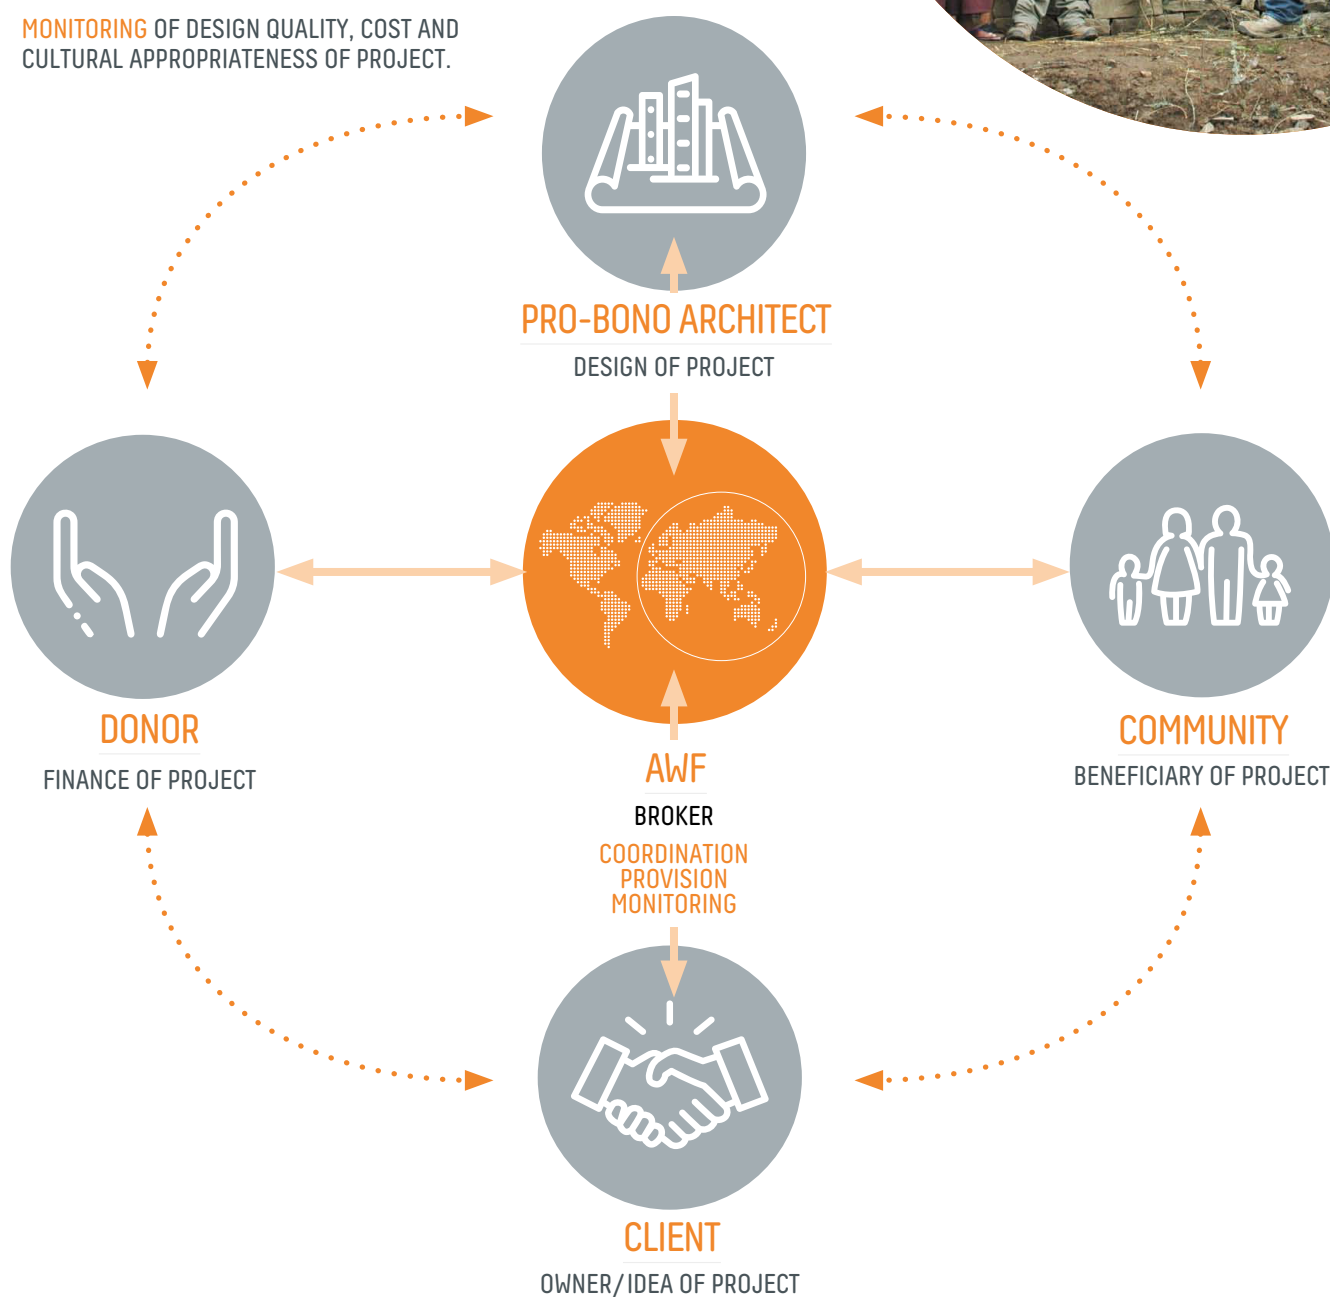 MONITORING OF DESIGN QUALITY, COST AND
CULTURAL APPROPRIATENESS OF PROJECT.
PRO-BONO ARCHITECT
DESIGN OF PROJECT
DONOR
FINANCE OF PROJECT
COMMUNITY
BENEFICIARY OF PROJECT
AWF
BROKER
COORDINATION
PROVISION
MONITORING
CLIENT
OWNER/IDEA OF PROJECT